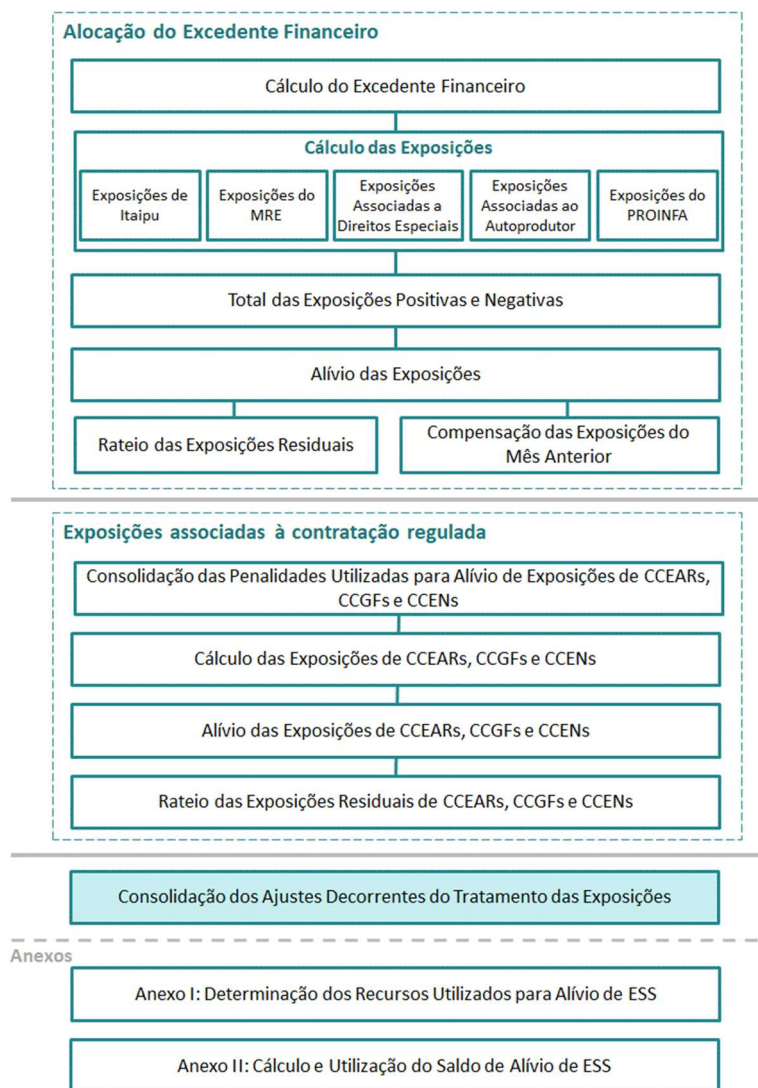 Alocação do Excedente Financeiro
Cálculo do Excedente Financeiro
Cálculo das Exposições
Exposições de
Itaipu
Exposições do
MRE
Exposições
Associadas a
Direitos Especiais
Exposições
Associadas ao
Autoprodutor
Exposições do
PROINFA
Total das Exposições Positivas e Negativas
Alívio das Exposições
Rateio das Exposições Residuais
Compensação das Exposições do
Mês Anterior
Exposições associadas à contratação regulada
Consolidação das Penalidades Utilizadas para Alívio de Exposições de CCEARs,
CCGFs e CCENs
Cálculo das Exposições de CCEARs, CCGFs e CCENs
Alívio das Exposições de CCEARs, CCGFs e CCENs
Rateio das Exposições Residuais de CCEARs, CCGFs e CCENs
Consolidação dos Ajustes Decorrentes do Tratamento das Exposições
Anexos
Anexo I: Determinação dos Recursos Utilizados para Alívio de ESS
Anexo II: Cálculo e Utilização do Saldo de Alívio de ESS